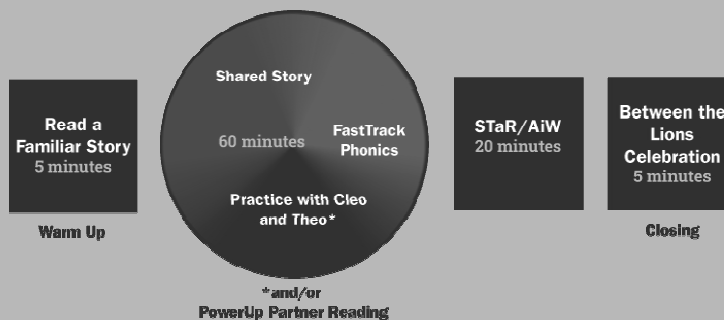 Read a
Familiar Story
5 minutes
Warm Up
Shared Story
60 minutes
FastTrack
Phonics
Practice with Cleo
and Theo*
*and/or
PowerUp Partner Reading
STaR/AiW
20 minutes
Between the
Lions
Celebration
5 minutes
Closing